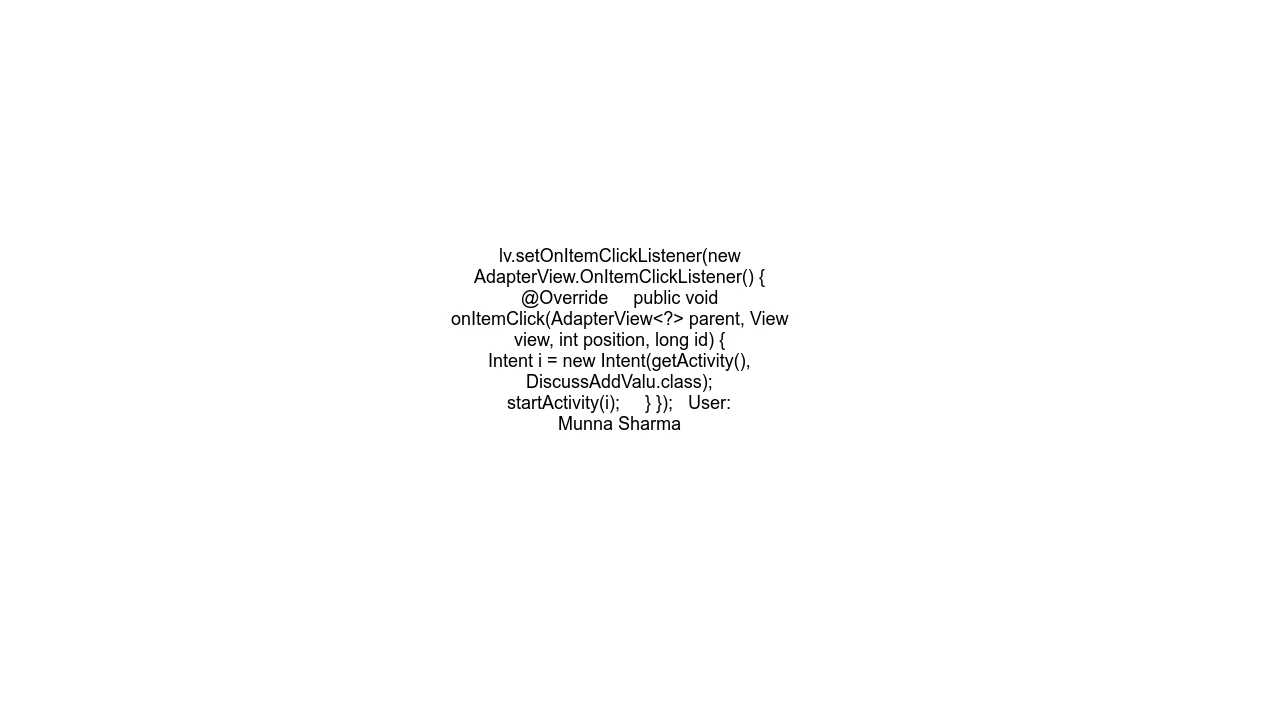 lv.setOnItemClickListener(new
AdapterView.OnItemClickListener() {
@Override     public void
onItemClick(AdapterView<?> parent, View
view, int position, long id) {
Intent i = new Intent(getActivity(),
DiscussAddValu.class);
startActivity(i);     } });   User:
Munna Sharma